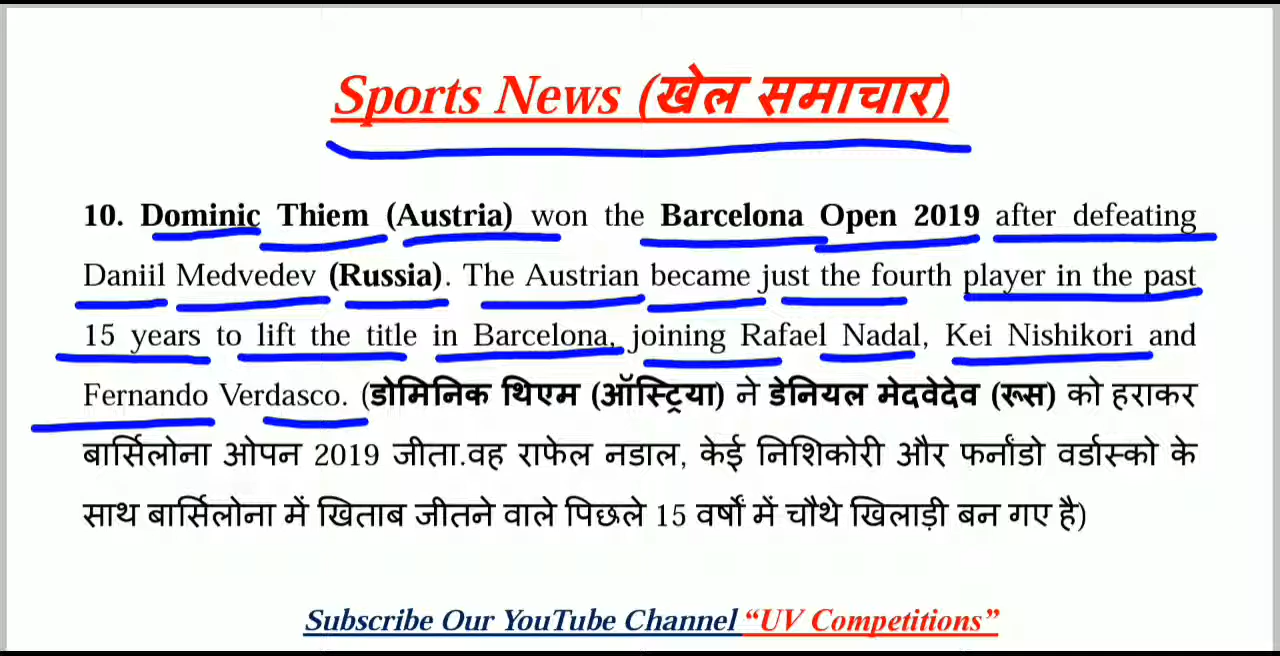 Sports News (खेल समाचार)
10. Dominic Thiem (Austria) won the Barcelona Open 2019 after defeating
Daniil Medvedev (Russia). The Austrian became just the fourth player in the past
15 years to lift the title in Barcelona, joining Rafael Nadal, Kei Nishikori and
Fernando Verdasco. (डोमिनिक थिएम (ऑस्ट्रिया) ने डेनियल मेदवेदेव (रूस) को हराकर
बार्सिलोना ओपन 2019 जीता.वह राफेल नडाल, केई निशिकोरी और फर्नांडो वर्डास्को के
साथ बार्सिलोना में खिताब जीतने वाले पिछले 15 वर्षों में चौथे खिलाड़ी बन गए है)
Subscribe Our YouTube Channel “UV Competitions”